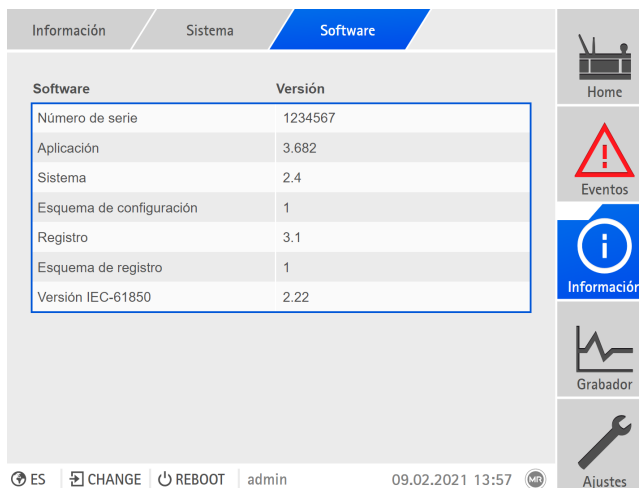 Información Sistema Software
Home
Software Versión
Número de serie 1234567
Aplicación 3.682
Sistema 2.4
Eventos
Esquema de configuración 1
Registro 3.1
Esquema de registro 1
Información
Versión IEC-61850 2.22
Grabador
ES CHANGE REBOOT admin 09.02.2021 13:57 MR
Ajustes